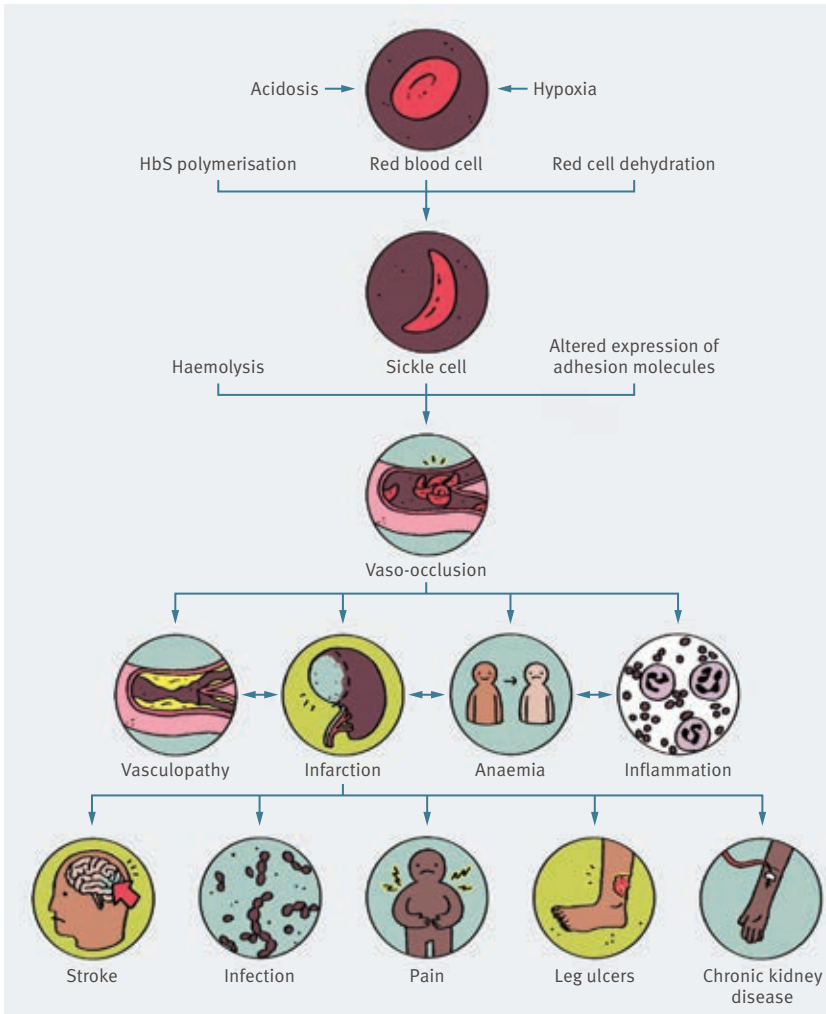 Acidosis
Hypoxia
HbS polymerisation
Red blood cell
Red cell dehydration
Haemolysis
Sickle cell
Altered expression of
adhesion molecules
Vaso-occlusion
Vasculopathy
Infarction
Anaemia
Inflammation
Stroke
Infection
Pain
Leg ulcers
Chronic kidney
disease